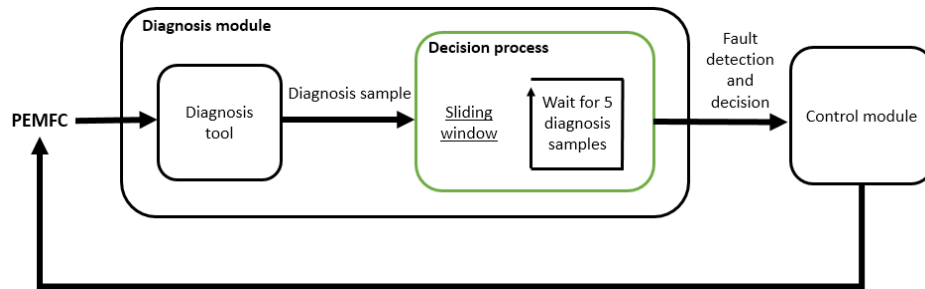 Diagnosis module
Decision process
Fault
detection
and
decision
PEMFC
Diagnosis
tool
Diagnosis sample
Sliding
window
Wait for 5
diagnosis
samples
Control module